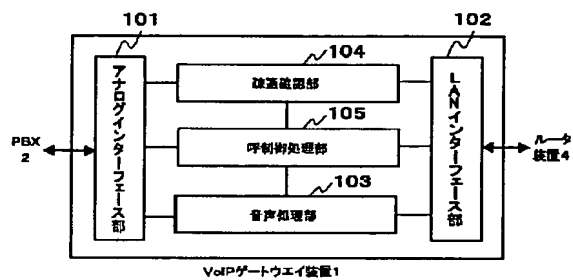 101
102
104
疎通確認部
105
呼制御処理部
103
音声処理部
アナログインターフェース部
LANインターフェース部
PBX
2
ルータ
装置4
VoIPゲートウエイ装置1